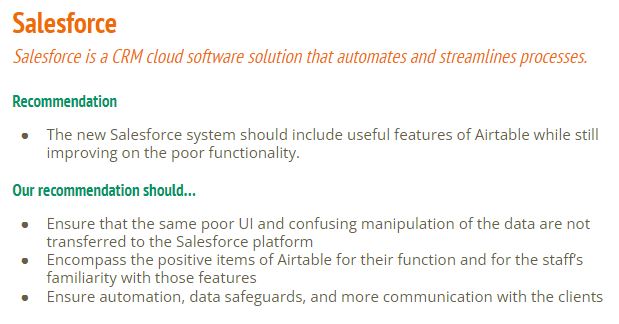 Salesforce
Salesforce is a CRM cloud software solution that automates and streamlines processes.
Recommendation
● The new Salesforce system should include useful features of Airtable while still
improving on the poor functionality.
Our recommendation should...
● Ensure that the same poor UI and confusing manipulation of the data are not
transferred to the Salesforce platform
● Encompass the positive items of Airtable for their function and for the staff's
familiarity with those features
● Ensure automation, data safeguards, and more communication with the clients